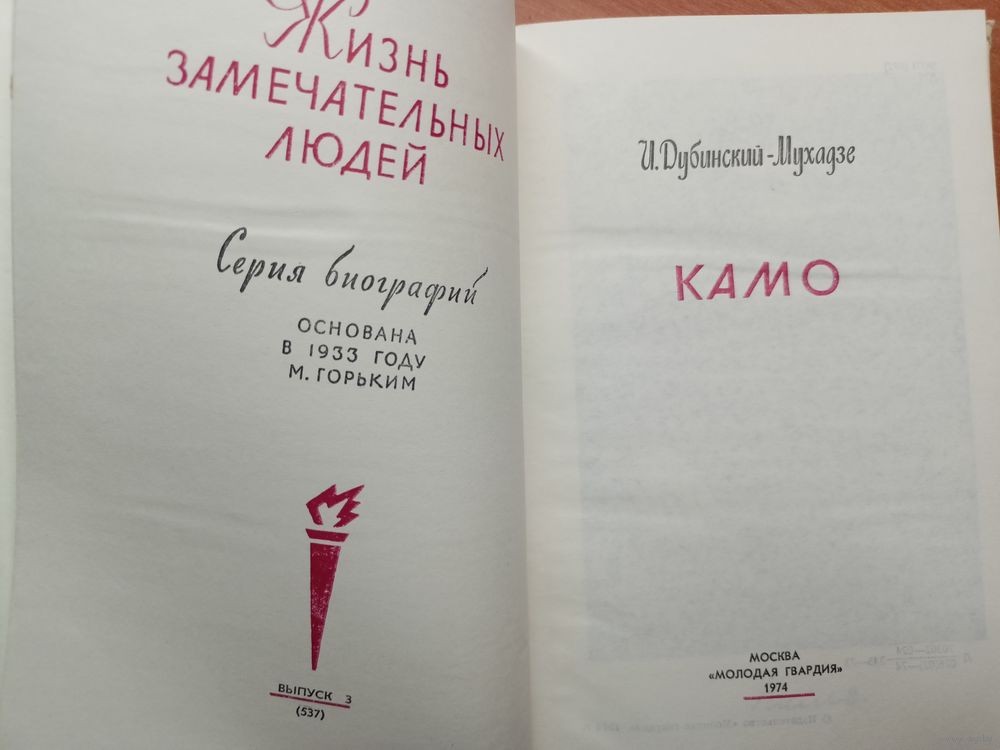 Жизнь
ЗАМЕЧАТЕЛЬНЫХ
ЛЮДЕЙ
Серия биографий
ОСНОВАНА
В 1933 ГОДУ
М. ГОРЬКИМ
ВЫПУСК 3
(537)
И. Дубинский-Мухадзе
КАМО
МОСКВА
«МОЛОДАЯ ГВАРДИЯ»
1974